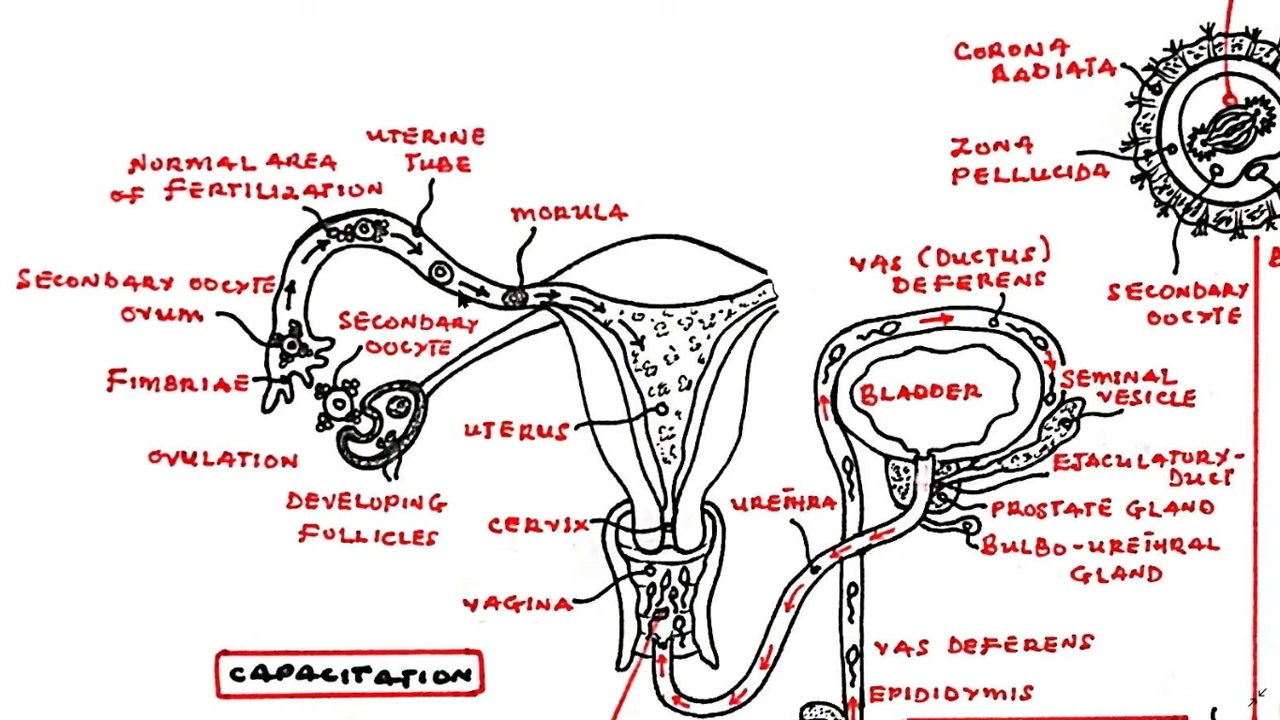 CORONA
RADIATA
UTERINE
TUBE
NORMAL AREA
OF FERTILIZATION
ZONA
PELLUCIDA
MORULA
VAS (DUCTUS)
DEFERENS
SECONDARY OOCYTE
OVUM
SECONDARY
OOCYTE
SECONDARY
OOCYTE
FIMBRIAE
BLADDER
SEMINAL
VESICLE
UTERUS
OVULATION
EJACULATORY-
DUCT
DEVELOPING
FOLLICLES
URETHRA
PROSTATE GLAND
CERVIX
BULBO-URETHRAL
GLAND
VAGINA
VAS DEFERENS
CAPACITATION
EPIDIDYMIS